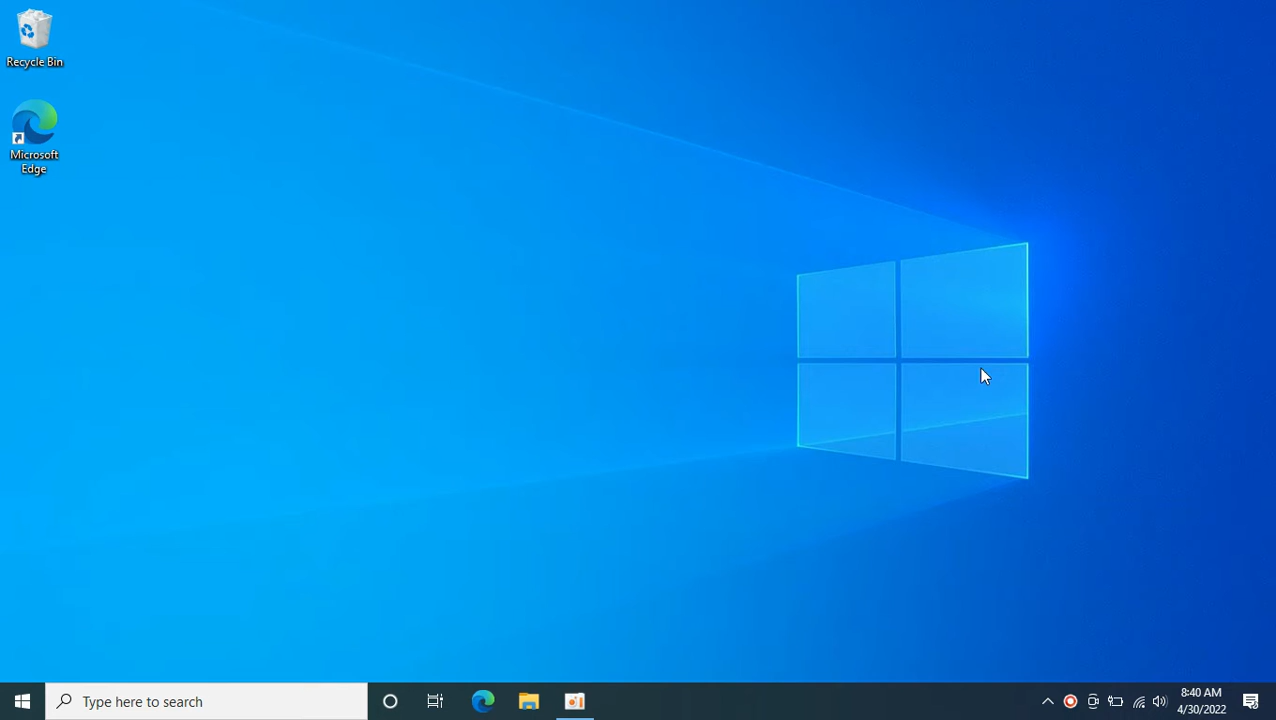 Recycle Bin
Microsoft
Edge
Type here to search
8:40 AM
4/30/2022